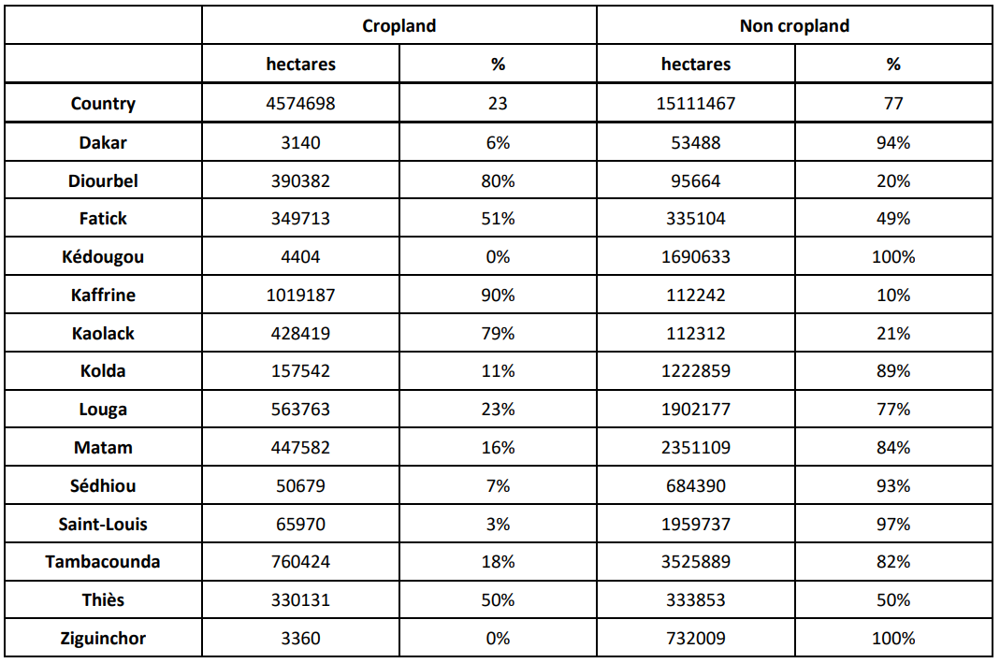 Cropland Non cropland
hectares % hectares %
Country 4574698 23 15111467 77
Dakar 3140 6% 53488 94%
Diourbel 390382 80% 95664 20%
Fatick 349713 51% 335104 49%
Kédougou 4404 0% 1690633 100%
Kaffrine 1019187 90% 112242 10%
Kaolack 428419 79% 112312 21%
Kolda 157542 11% 1222859 89%
Louga 563763 23% 1902177 77%
Matam 447582 16% 2351109 84%
Sédhiou 50679 7% 684390 93%
Saint-Louis 65970 3% 1959737 97%
Tambacounda 760424 18% 3525889 82%
Thiès 330131 50% 333853 50%
Ziguinchor 3360 0% 732009 100%